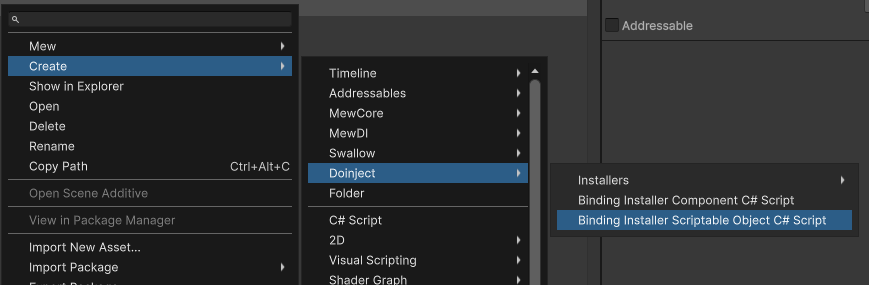 Addressable
Mew
Create
Show in Explorer
Open
Delete
Rename
Copy Path Ctrl+Alt+C
Open Scene Additive
View in Package Manager
Import New Asset...
Import Package
Timeline
Addressables
MewCore
MewDI
Swallow
Doinject
Folder
C# Script
2D
Visual Scripting
Shader Graph
Installers
Binding Installer Component C# Script
Binding Installer Scriptable Object C# Script